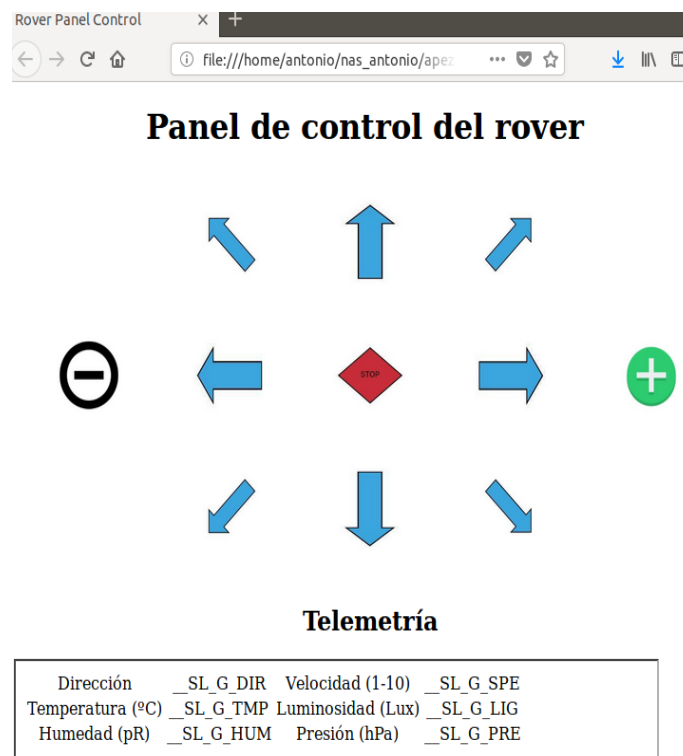 Rover Panel Control
file:///home/antonio/nas_antonio/apez
Panel de control del rover
STOP
Telemetría
Dirección __SL_G_DIR Velocidad (1-10) __SL_G_SPE
Temperatura (ºC) __SL_G_TMP Luminosidad (Lux) __SL_G_LIG
Humedad (pR) __SL_G_HUM Presión (hPa) __SL_G_PRE